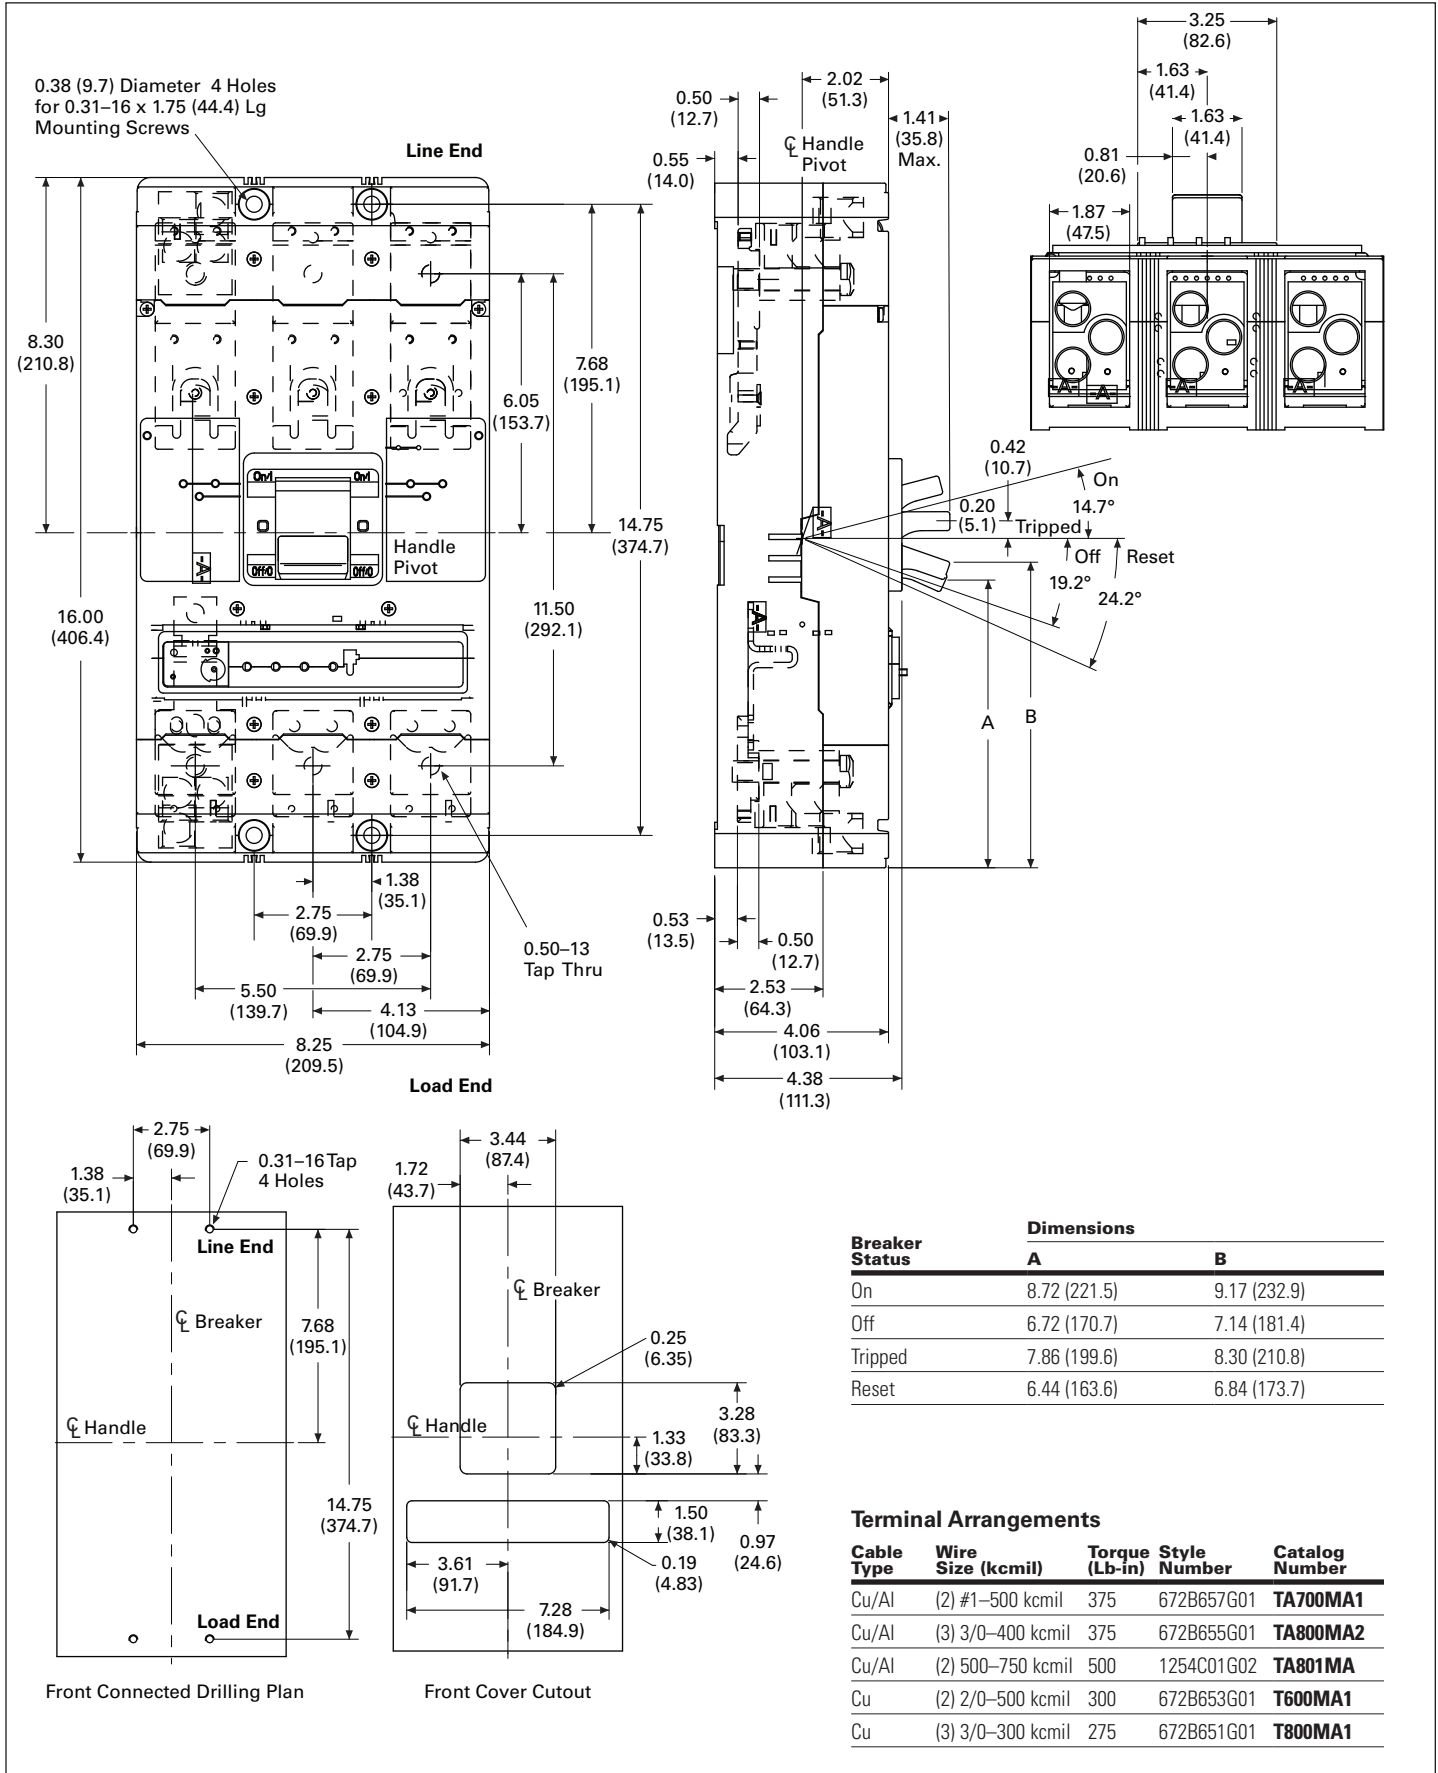 0.38 (9.7) Diameter 4 Holes
for 0.31–16 x 1.75 (44.4) Lg
Mounting Screws
Line End
8.30
(210.8)
16.00
(406.4)
7.68
(195.1)
6.05
(153.7)
14.75
(374.7)
11.50
(292.1)
On/I
On/I
Off/O
Off/O
Handle
Pivot
-A-
1.38
(35.1)
2.75
(69.9)
2.75
(69.9)
0.50–13
Tap Thru
5.50
(139.7)
4.13
(104.9)
8.25
(209.5)
Load End
2.02
(51.3)
0.50
(12.7)
1.41
(35.8)
Max.
℄ Handle
Pivot
0.55
(14.0)
0.42
(10.7)
On
14.7°
0.20
(5.1)
Tripped
Off
Reset
19.2°
24.2°
-A-
-A-
A
B
0.53
(13.5)
0.50
(12.7)
2.53
(64.3)
4.06
(103.1)
4.38
(111.3)
3.25
(82.6)
1.63
(41.4)
1.63
(41.4)
0.81
(20.6)
1.87
(47.5)
-A-
-A-
-A-
-A-
2.75
(69.9)
1.38
(35.1)
0.31–16 Tap
4 Holes
Line End
℄ Breaker
7.68
(195.1)
℄ Handle
14.75
(374.7)
Load End
Front Connected Drilling Plan
3.44
(87.4)
1.72
(43.7)
℄ Breaker
0.25
(6.35)
℄ Handle
3.28
(83.3)
1.33
(33.8)
1.50
(38.1)
0.97
(24.6)
3.61
(91.7)
0.19
(4.83)
7.28
(184.9)
Front Cover Cutout
Breaker Status Dimensions
A B
On 8.72 (221.5) 9.17 (232.9)
Off 6.72 (170.7) 7.14 (181.4)
Tripped 7.86 (199.6) 8.30 (210.8)
Reset 6.44 (163.6) 6.84 (173.7)
Terminal Arrangements
Cable Wire Torque Style Catalog
Type Size (kcmil) (Lb-in) Number Number
Cu/Al (2) #1–500 kcmil 375 672B657G01 TA700MA1
Cu/Al (3) 3/0–400 kcmil 375 672B655G01 TA800MA2
Cu/Al (2) 500–750 kcmil 500 1254C01G02 TA801MA
Cu (2) 2/0–500 kcmil 300 672B653G01 T600MA1
Cu (3) 3/0–300 kcmil 275 672B651G01 T800MA1